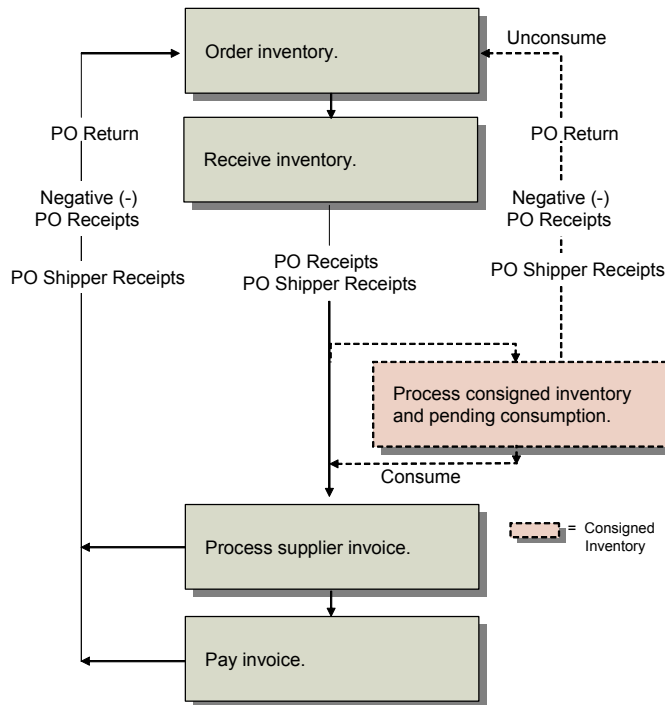 Order inventory.
Unconsume
Receive inventory.
PO Return
Negative (-)
PO Receipts
PO Shipper Receipts
PO Receipts
PO Shipper Receipts
PO Return
Negative (-)
PO Receipts
PO Shipper Receipts
Process consigned inventory
and pending consumption.
Consume
Process supplier invoice.
= Consigned
Inventory
Pay invoice.